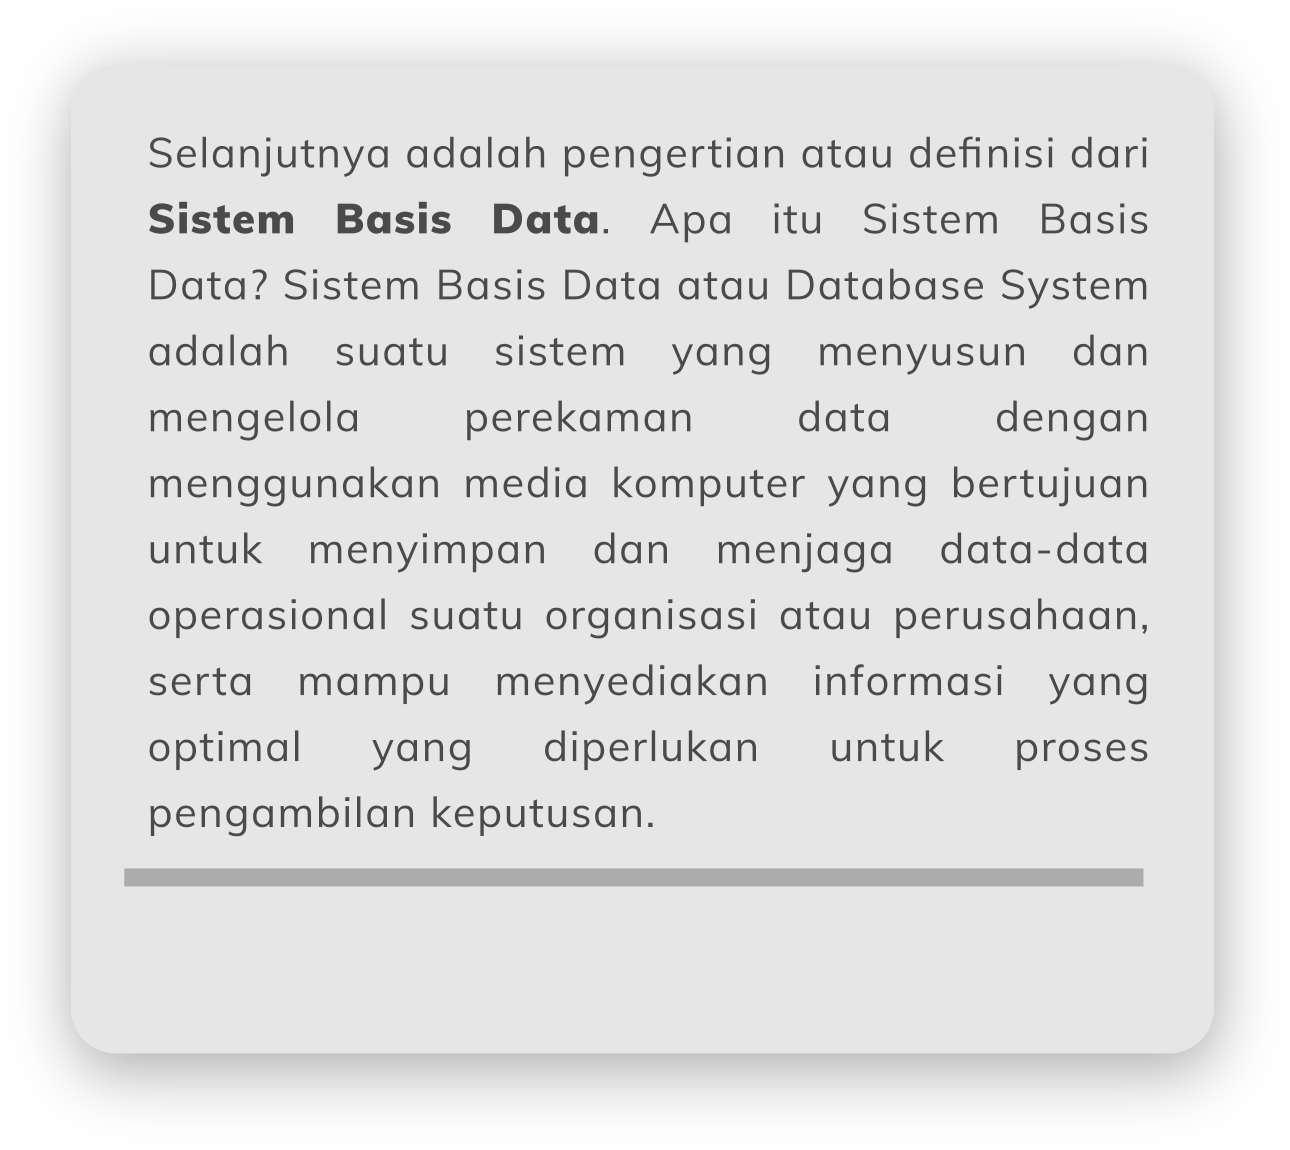 Selanjutnya adalah pengertian atau definisi dari
Sistem Basis Data. Apa itu Sistem Basis
Data? Sistem Basis Data atau Database System
adalah suatu sistem yang menyusun dan
mengelola perekaman data dengan
menggunakan media komputer yang bertujuan
untuk menyimpan dan menjaga data-data
operasional suatu organisasi atau perusahaan,
serta mampu menyediakan informasi yang
optimal yang diperlukan untuk proses
pengambilan keputusan.